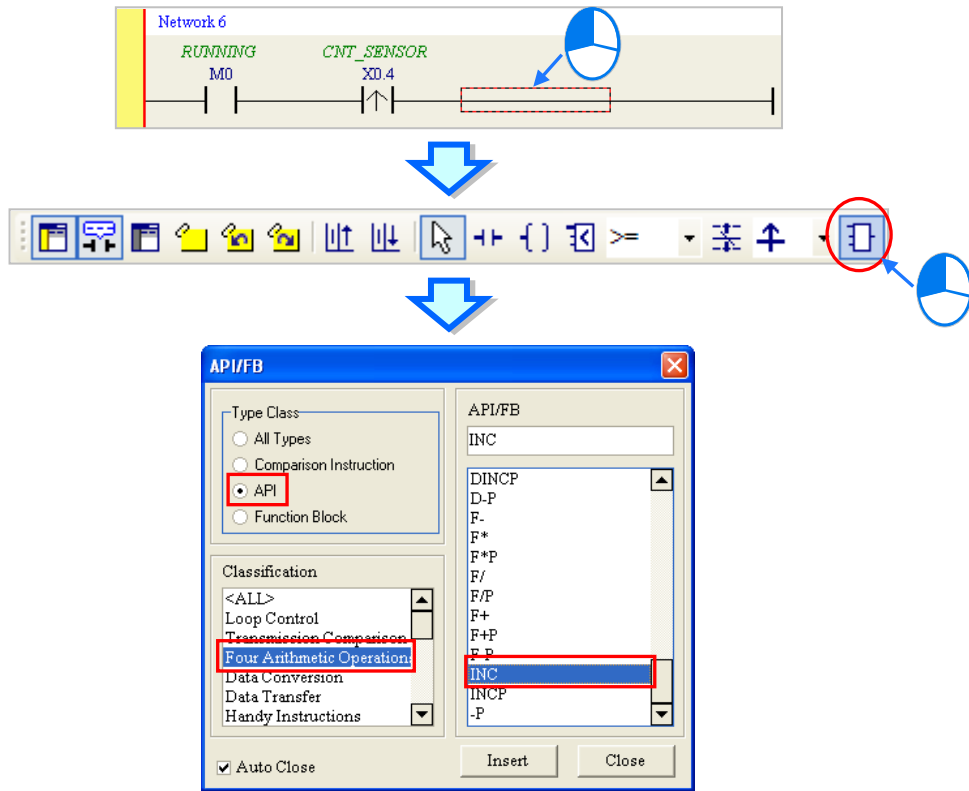 Network 6
RUNNING CNT_SENSOR
M0 X0.4
>=
API/FB
Type Class
All Types
Comparison Instruction
API
Function Block
Classification
<ALL>
Loop Control
Transmission Comparison
Four Arithmetic Operation
Data Conversion
Data Transfer
Handy Instructions
Auto Close
API/FB
INC
DINCP
D-P
F-
F*
F*P
F/
F/P
F+
F+P
F-P
INC
INCP
-P
Insert Close